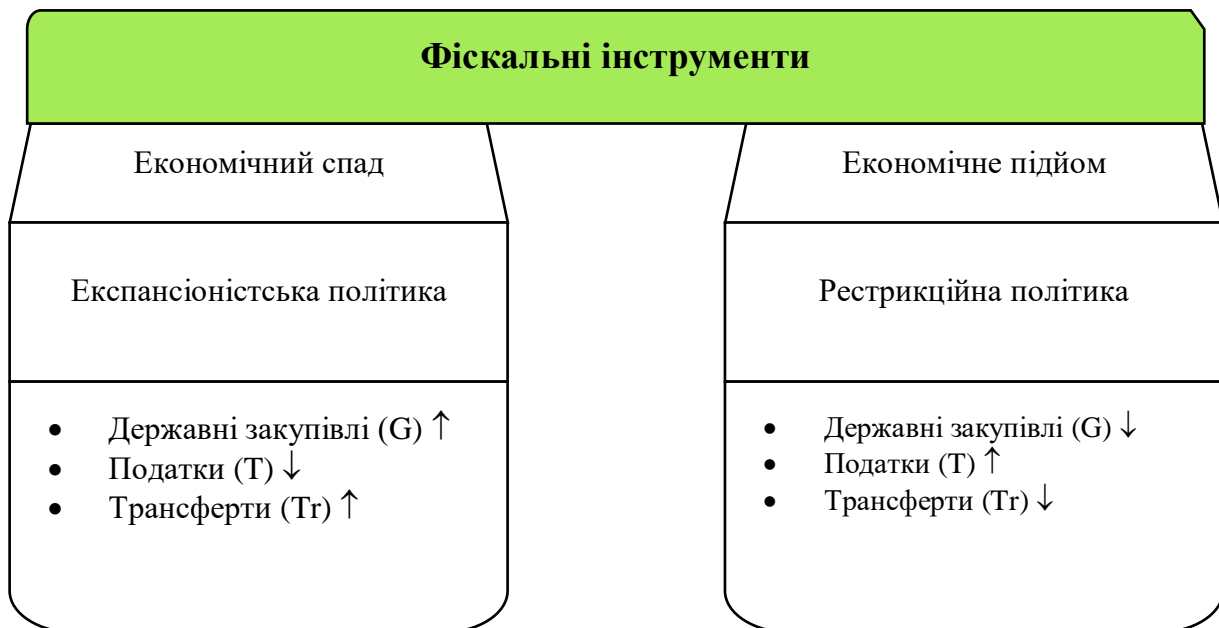 Фіскальні інструменти
Економічний спад
Експансіоністська політика
• Державні закупівлі (G) ↑
• Податки (T) ↓
• Трансферти (Tr) ↑
Економічне підйом
Рестрикційна політика
• Державні закупівлі (G) ↓
• Податки (T) ↑
• Трансферти (Tr) ↓